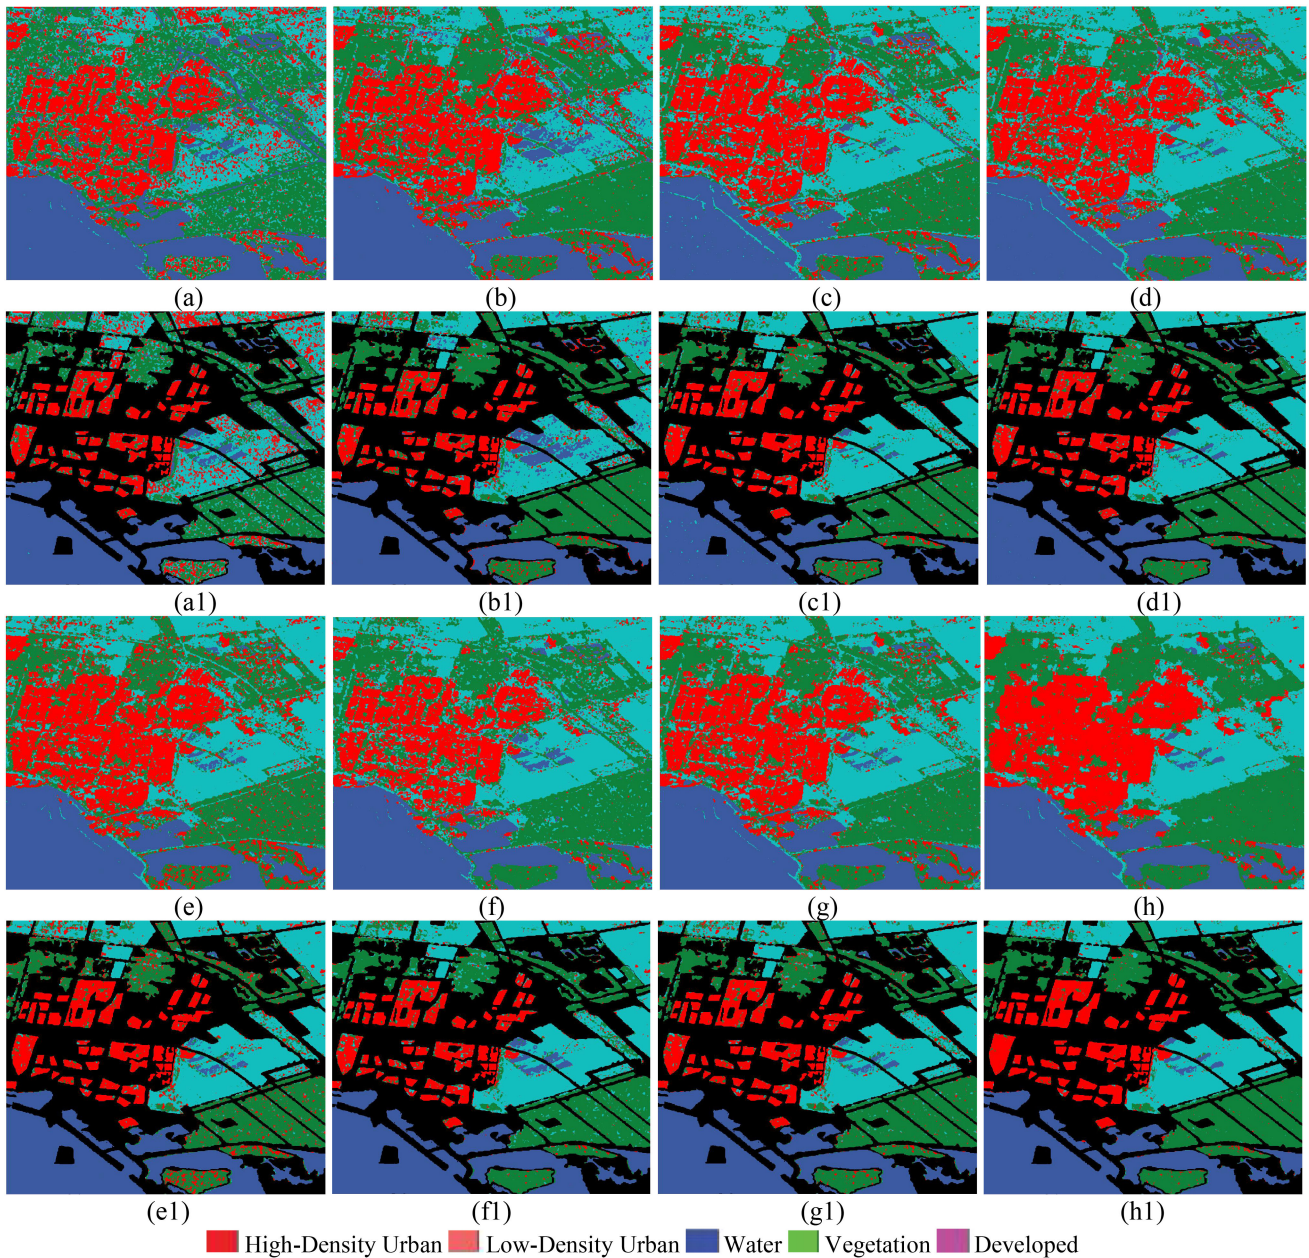 (a) (b) (c) (d)
(a1) (b1) (c1) (d1)
(e) (f) (g) (h)
(e1) (f1) (g1) (h1)
High-Density Urban Low-Density Urban Water Vegetation Developed